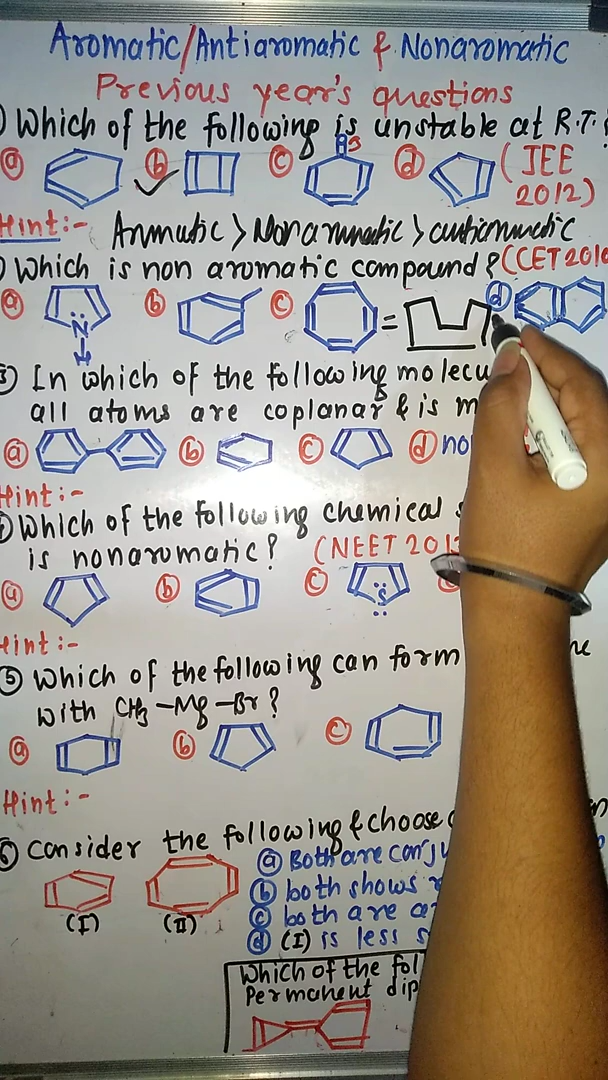 Aromatic/Antiaromatic & Nonaromatic
Previous year's questions
) Which of the following is unstable at R.T?
a b c d (JEE 2012)
Hint:- Aromatic > Nonaromatic > antiaromatic
) Which is non aromatic compound? (CET 2010
a b c = d
N
H
3 In which of the following molecu
all atoms are coplanar & is m
a b c d no
Hint:-
Which of the following chemical s
is nonaromatic? (NEET 201
a b c S
Hint:-
5 Which of the following can form
with CH3-Mg-Br?
a b c
Hint:-
6 Consider the following & choose
a Both are conju
(I) (II) b both shows
c both are a
d (I) is less s
Which of the fol
Permanent dip